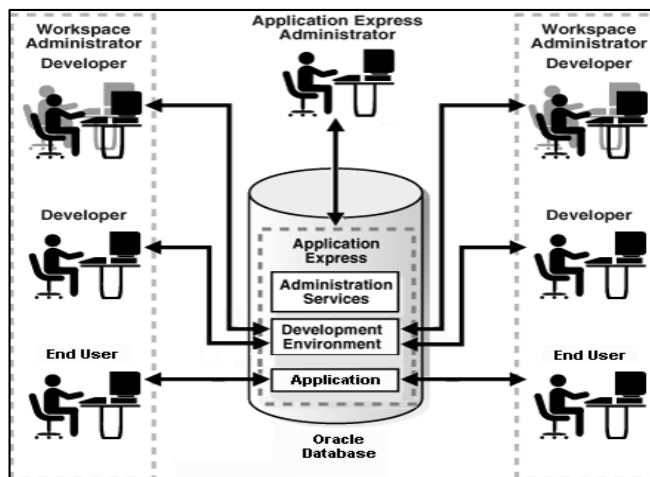 Workspace
Administrator
Developer
Developer
End User
Application Express
Administrator
Application
Express
Administration
Services
Development
Environment
Application
Oracle
Database
Workspace
Administrator
Developer
Developer
End User